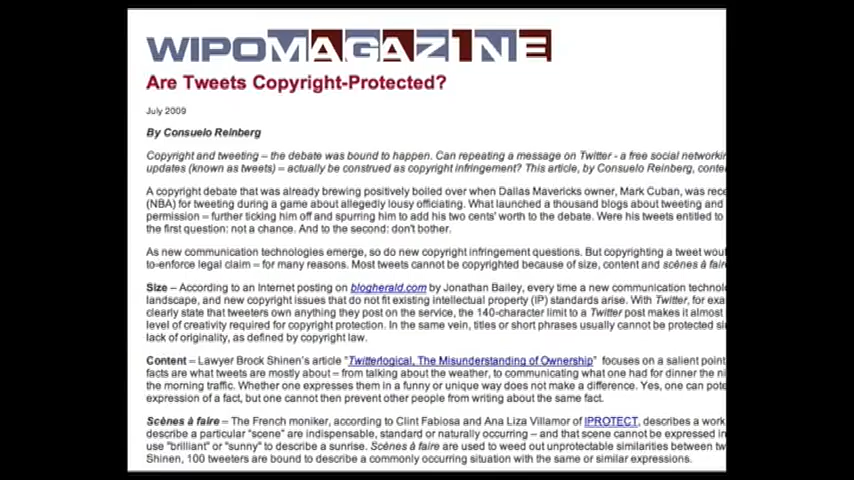 WIPOMAGAZINE
Are Tweets Copyright-Protected?
July 2009
By Consuelo Reinberg
Copyright and tweeting – the debate was bound to happen. Can repeating a message on Twitter - a free social networkin
updates (known as tweets) – actually be construed as copyright infringement? This article, by Consuelo Reinberg, conte
A copyright debate that was already brewing positively boiled over when Dallas Mavericks owner, Mark Cuban, was rece
(NBA) for tweeting during a game about allegedly lousy officiating. What launched a thousand blogs about tweeting and
permission – further ticking him off and spurring him to add his two cents' worth to the debate. Were his tweets entitled to
the first question: not a chance. And to the second: don't bother.
As new communication technologies emerge, so do new copyright infringement questions. But copyrighting a tweet woul
to-enforce legal claim – for many reasons. Most tweets cannot be copyrighted because of size, content and scènes à fair
Size – According to an Internet posting on blogherald.com by Jonathan Bailey, every time a new communication technol
landscape, and new copyright issues that do not fit existing intellectual property (IP) standards arise. With Twitter, for exa
clearly state that tweeters own anything they post on the service, the 140-character limit to a Twitter post makes it almost
level of creativity required for copyright protection. In the same vein, titles or short phrases usually cannot be protected si
lack of originality, as defined by copyright law.
Content – Lawyer Brock Shinen's article "Twitterlogical, The Misunderstanding of Ownership" focuses on a salient point
facts are what tweets are mostly about – from talking about the weather, to communicating what one had for dinner the ni
the morning traffic. Whether one expresses them in a funny or unique way does not make a difference. Yes, one can pote
expression of a fact, but one cannot then prevent other people from writing about the same fact.
Scènes à faire – The French moniker, according to Clint Fabiosa and Ana Liza Villamor of IPROTECT, describes a work
describe a particular "scene" are indispensable, standard or naturally occurring – and that scene cannot be expressed in
use "brilliant" or "sunny" to describe a sunrise. Scènes à faire are used to weed out unprotectable similarities between tw
Shinen, 100 tweeters are bound to describe a commonly occurring situation with the same or similar expressions.